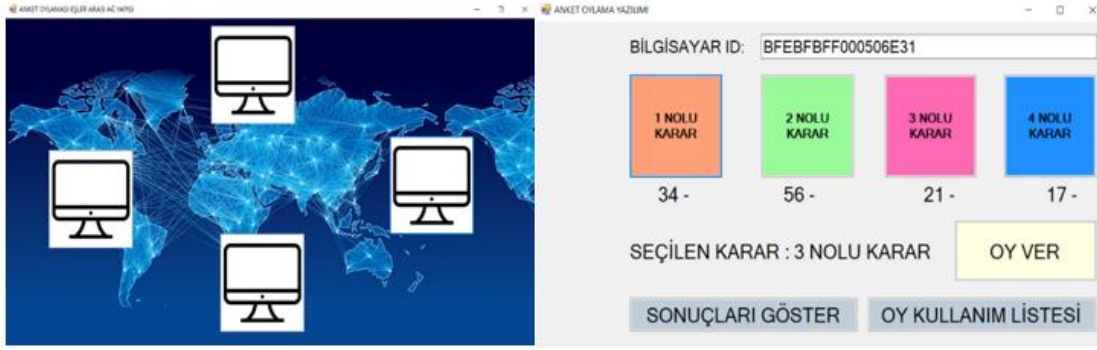 ANKET OYLAMASI EŞLER ARASI AĞ YAPISI
ANKET OYLAMA YAZILIMI
BİLGİSAYAR ID: BFEBFBFF000506E31
1 NOLU
KARAR
2 NOLU
KARAR
3 NOLU
KARAR
4 NOLU
KARAR
34 -
56 -
21 -
17 -
SEÇİLEN KARAR : 3 NOLU KARAR
OY VER
SONUÇLARI GÖSTER
OY KULLANIM LİSTESİ